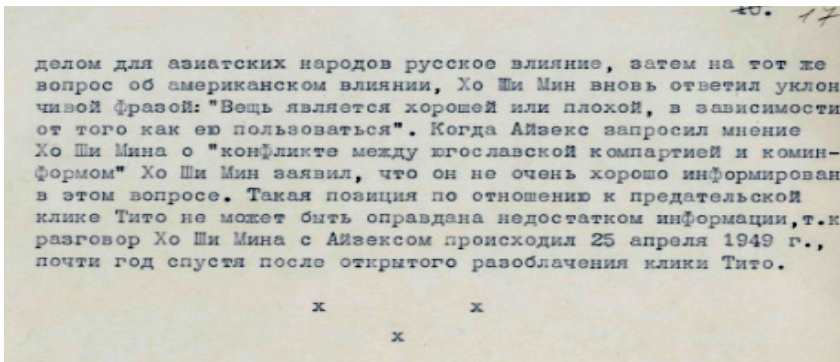 10. 17
делом для азиатских народов русское влияние, затем на тот же
вопрос об американском влиянии, Хо Ши Мин вновь ответил уклон
чивой фразой: "Вещь является хорошей или плохой, в зависимости
от того как ею пользоваться". Когда Айзекс запросил мнение
Хо Ши Мина о "конфликте между югославской компартией и комин-
формом" Хо Ши Мин заявил, что он не очень хорошо информирован
в этом вопросе. Такая позиция по отношению к предательской
клике Тито не может быть оправдана недостатком информации,т.к
разговор Хо Ши Мина с Айзексом происходил 25 апреля 1949 г.,
почти год спустя после открытого разоблачения клики Тито.
х х
х